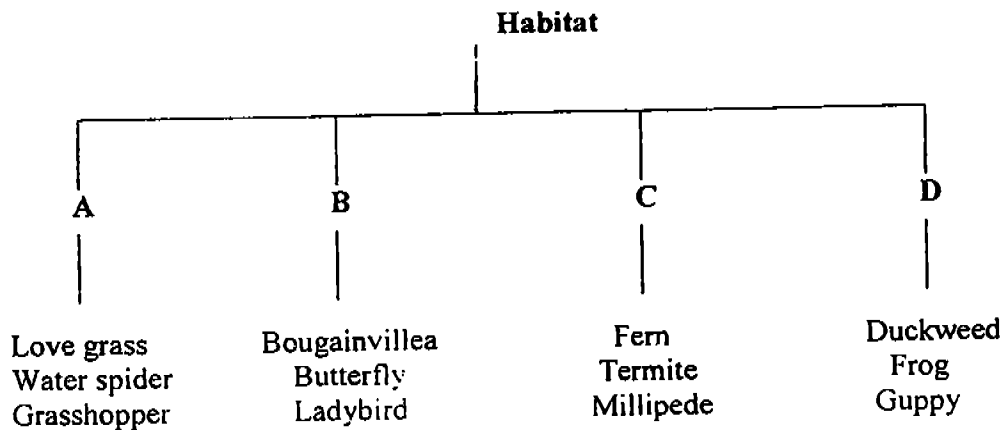 Habitat
A B C D
Love grass
Water spider
Grasshopper
Bougainvillea
Butterfly
Ladybird
Fern
Termite
Millipede
Duckweed
Frog
Guppy